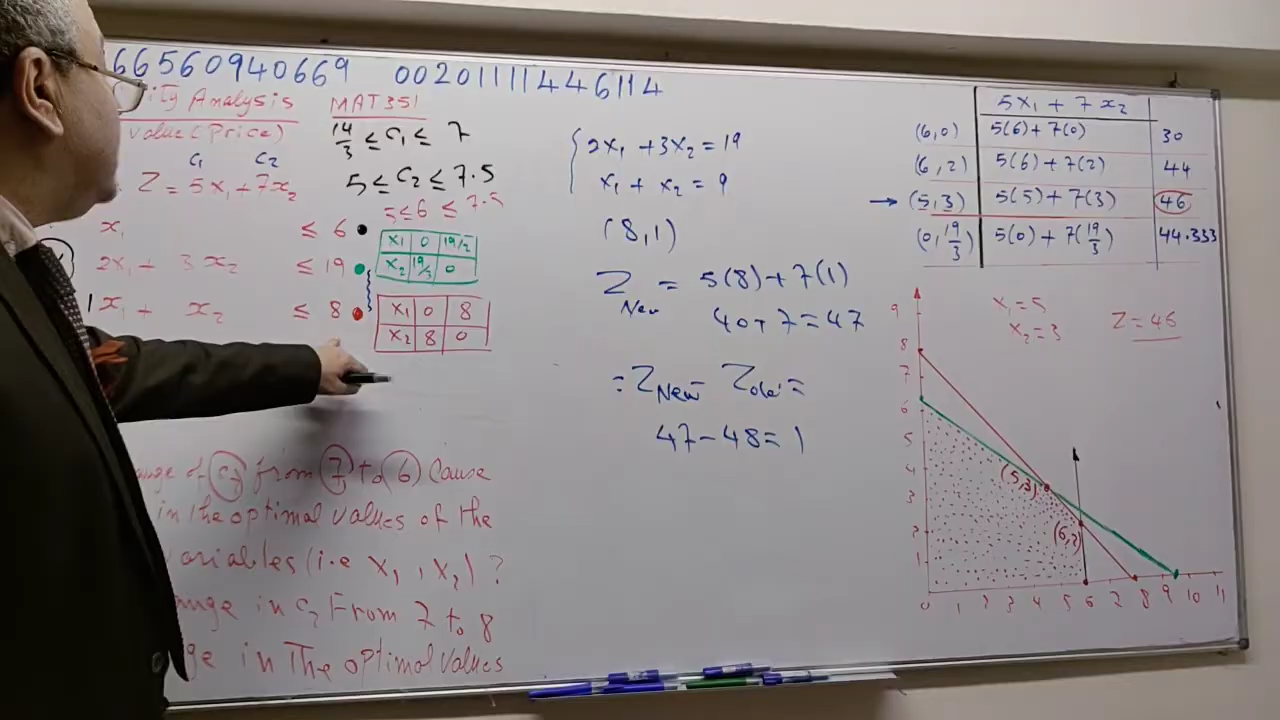 66560940669 00201111446114
ity Analysis MAT351
value (Price)
14/3 ≤ C₁ ≤ 7
C₁ C₂
Z = 5x₁ + 7x₂
5 ≤ C₂ ≤ 7.5
5 ≤ 6 ≤ 7.5
x₁ ≤ 6
2x₁ + 3x₂ ≤ 19
1x₁ + x₂ ≤ 8
x₁ 0 19/2
x₂ 19/3 0
x₁ 0 8
x₂ 8 0
ange of C₂ from 7 to 6 Cause
in the optimal values of the
ariables (i.e x₁, x₂)?
ange in C₂ From 7 to 8
ge in The optimal values
2x₁ + 3x₂ = 19
x₁ + x₂ = 9
(8,1)
Z New = 5(8) + 7(1)
40 + 7 = 47
= Z New - Z old =
47 - 48 = 1
5x₁ + 7x₂
(6,0) 5(6) + 7(0) 30
(6,2) 5(6) + 7(2) 44
→ (5,3) 5(5) + 7(3) 46
(0, 19/3) 5(0) + 7(19/3) 44.333
x₁ = 5
x₂ = 3
Z = 46
9
8
7
6
5
4
3
2
1
(5,3)
(6,2)
0 1 2 3 4 5 6 7 8 9 10 11